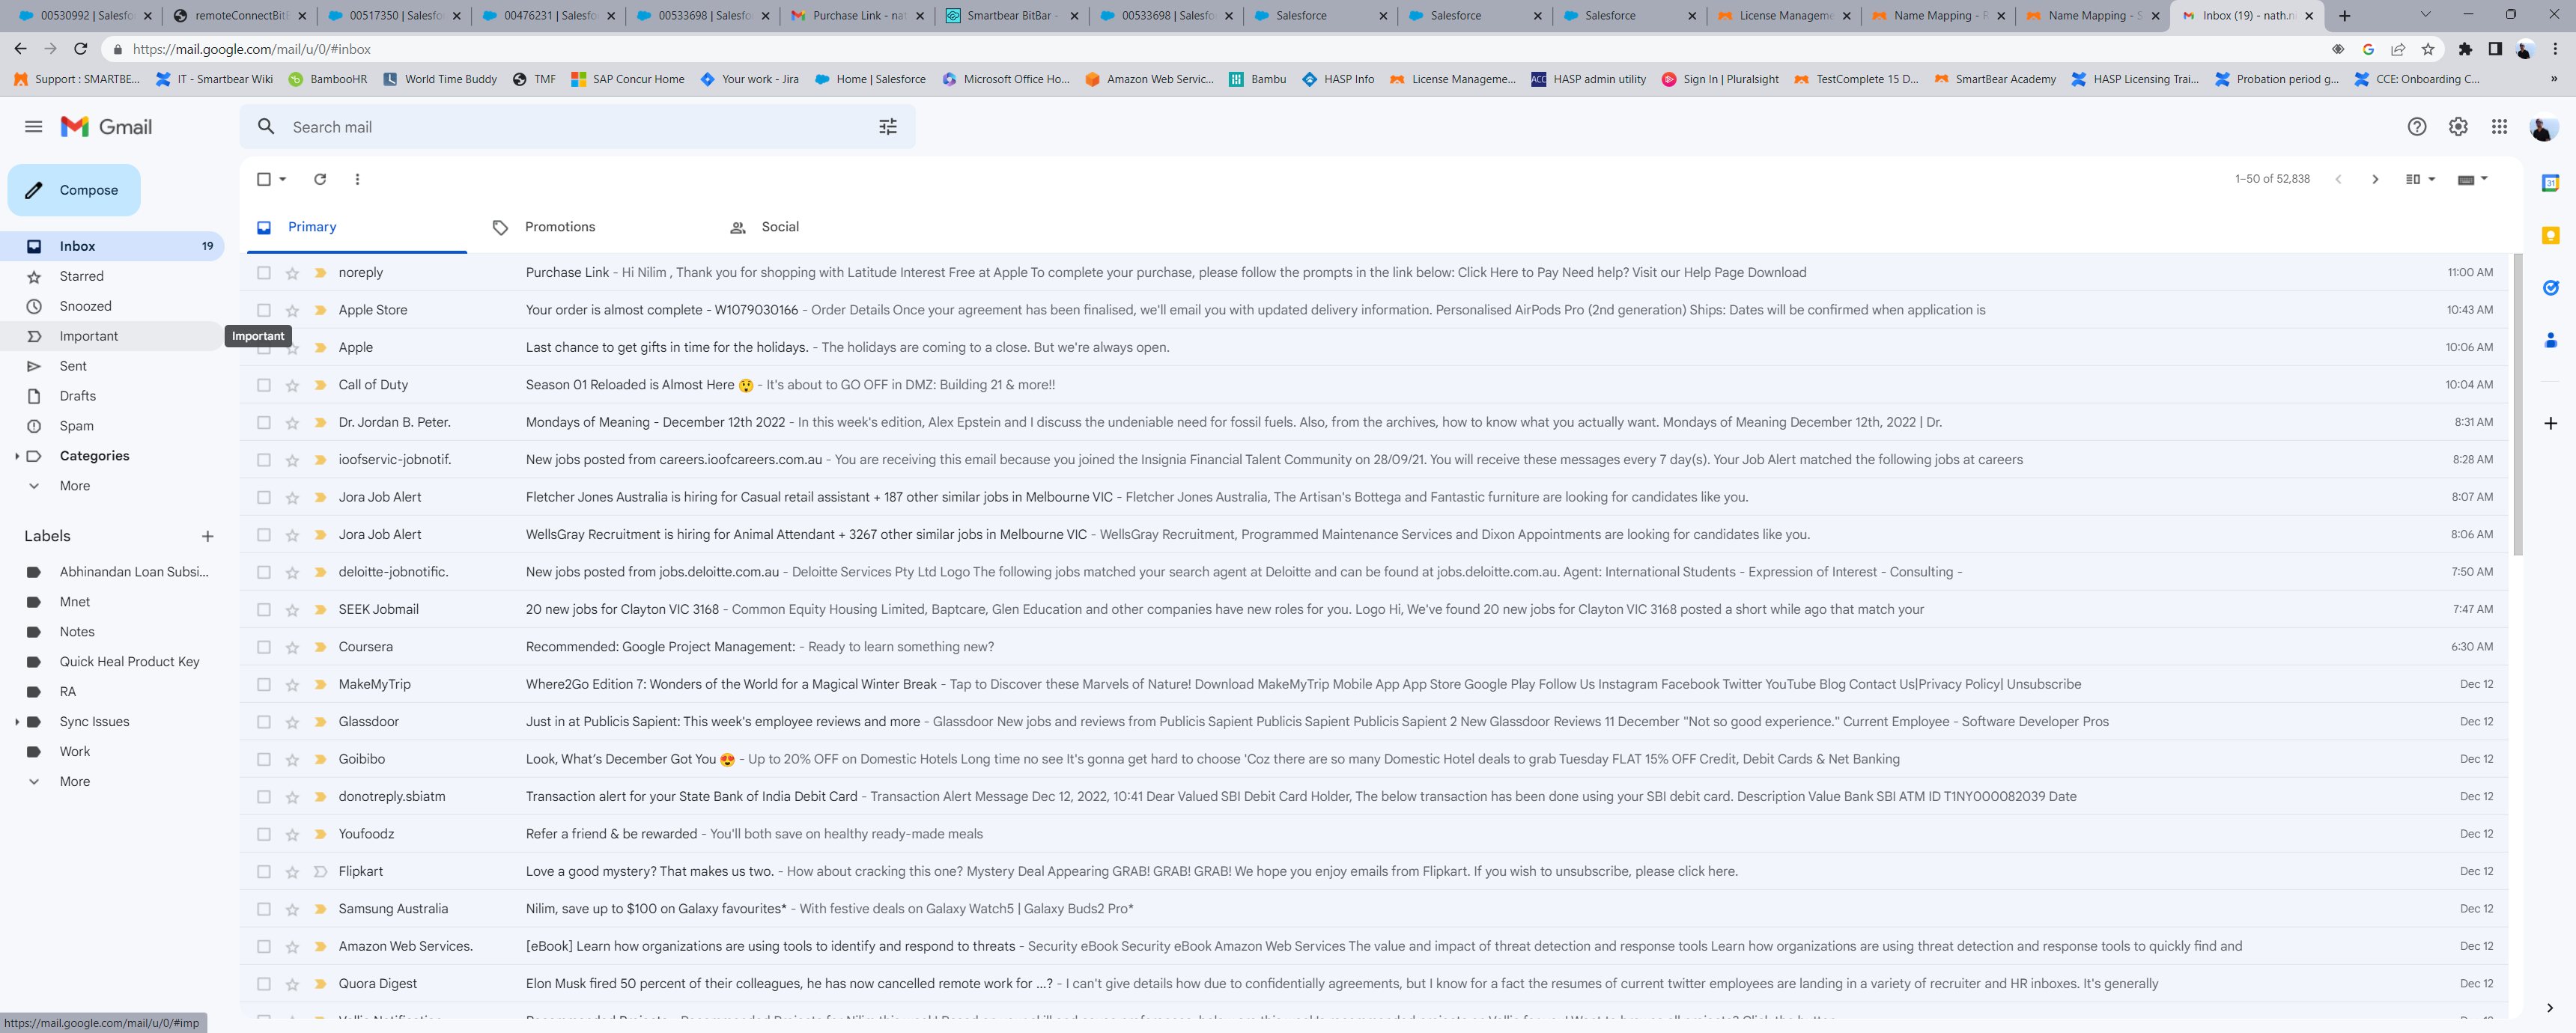 00530992 | Salesfo
remoteConnectBitB
00517350 | Salesfo
00476231 | Salesfo
00533698 | Salesfo
Purchase Link - nat
Smartbear BitBar -
00533698 | Salesfo
Salesforce
Salesforce
Salesforce
License Manageme
Name Mapping - F
Name Mapping - S
Inbox (19) - nath.n
https://mail.google.com/mail/u/0/#inbox
Support : SMARTBE...
IT - Smartbear Wiki
BambooHR
World Time Buddy
TMF
SAP Concur Home
Your work - Jira
Home | Salesforce
Microsoft Office Ho...
Amazon Web Servic...
Bambu
HASP Info
License Manageme...
ACC
HASP admin utility
Sign In | Pluralsight
TestComplete 15 D...
SmartBear Academy
HASP Licensing Trai...
Probation period g...
CCE: Onboarding C...
»
Gmail
Search mail
Compose
1–50 of 52,838
31
Primary
Promotions
Social
Inbox 19
Starred
Snoozed
Important
Important
Sent
Drafts
Spam
Categories
More
Labels
Abhinandan Loan Subsi...
Mnet
Notes
Quick Heal Product Key
RA
Sync Issues
Work
More
noreply Purchase Link - Hi Nilim , Thank you for shopping with Latitude Interest Free at Apple To complete your purchase, please follow the prompts in the link below: Click Here to Pay Need help? Visit our Help Page Download 11:00 AM
Apple Store Your order is almost complete - W1079030166 - Order Details Once your agreement has been finalised, we'll email you with updated delivery information. Personalised AirPods Pro (2nd generation) Ships: Dates will be confirmed when application is 10:43 AM
Apple Last chance to get gifts in time for the holidays. - The holidays are coming to a close. But we're always open. 10:06 AM
Call of Duty Season 01 Reloaded is Almost Here 😲 - It's about to GO OFF in DMZ: Building 21 & more!! 10:04 AM
Dr. Jordan B. Peter. Mondays of Meaning - December 12th 2022 - In this week's edition, Alex Epstein and I discuss the undeniable need for fossil fuels. Also, from the archives, how to know what you actually want. Mondays of Meaning December 12th, 2022 | Dr. 8:31 AM
ioofservic-jobnotif. New jobs posted from careers.ioofcareers.com.au - You are receiving this email because you joined the Insignia Financial Talent Community on 28/09/21. You will receive these messages every 7 day(s). Your Job Alert matched the following jobs at careers 8:28 AM
Jora Job Alert Fletcher Jones Australia is hiring for Casual retail assistant + 187 other similar jobs in Melbourne VIC - Fletcher Jones Australia, The Artisan's Bottega and Fantastic furniture are looking for candidates like you. 8:07 AM
Jora Job Alert WellsGray Recruitment is hiring for Animal Attendant + 3267 other similar jobs in Melbourne VIC - WellsGray Recruitment, Programmed Maintenance Services and Dixon Appointments are looking for candidates like you. 8:06 AM
deloitte-jobnotific. New jobs posted from jobs.deloitte.com.au - Deloitte Services Pty Ltd Logo The following jobs matched your search agent at Deloitte and can be found at jobs.deloitte.com.au. Agent: International Students - Expression of Interest - Consulting - 7:50 AM
SEEK Jobmail 20 new jobs for Clayton VIC 3168 - Common Equity Housing Limited, Baptcare, Glen Education and other companies have new roles for you. Logo Hi, We've found 20 new jobs for Clayton VIC 3168 posted a short while ago that match your 7:47 AM
Coursera Recommended: Google Project Management: - Ready to learn something new? 6:30 AM
MakeMyTrip Where2Go Edition 7: Wonders of the World for a Magical Winter Break - Tap to Discover these Marvels of Nature! Download MakeMyTrip Mobile App App Store Google Play Follow Us Instagram Facebook Twitter YouTube Blog Contact Us|Privacy Policy| Unsubscribe Dec 12
Glassdoor Just in at Publicis Sapient: This week's employee reviews and more - Glassdoor New jobs and reviews from Publicis Sapient Publicis Sapient Publicis Sapient 2 New Glassdoor Reviews 11 December "Not so good experience." Current Employee - Software Developer Pros Dec 12
Goibibo Look, What's December Got You 😍 - Up to 20% OFF on Domestic Hotels Long time no see It's gonna get hard to choose 'Coz there are so many Domestic Hotel deals to grab Tuesday FLAT 15% OFF Credit, Debit Cards & Net Banking Dec 12
donotreply.sbiatm Transaction alert for your State Bank of India Debit Card - Transaction Alert Message Dec 12, 2022, 10:41 Dear Valued SBI Debit Card Holder, The below transaction has been done using your SBI debit card. Description Value Bank SBI ATM ID T1NY000082039 Date Dec 12
Youfoodz Refer a friend & be rewarded - You'll both save on healthy ready-made meals Dec 12
Flipkart Love a good mystery? That makes us two. - How about cracking this one? Mystery Deal Appearing GRAB! GRAB! GRAB! We hope you enjoy emails from Flipkart. If you wish to unsubscribe, please click here. Dec 12
Samsung Australia Nilim, save up to $100 on Galaxy favourites* - With festive deals on Galaxy Watch5 | Galaxy Buds2 Pro* Dec 12
Amazon Web Services. [eBook] Learn how organizations are using tools to identify and respond to threats - Security eBook Security eBook Amazon Web Services The value and impact of threat detection and response tools Learn how organizations are using threat detection and response tools to quickly find and Dec 12
Quora Digest Elon Musk fired 50 percent of their colleagues, he has now cancelled remote work for ...? - I can't give details how due to confidentially agreements, but I know for a fact the resumes of current twitter employees are landing in a variety of recruiter and HR inboxes. It's generally Dec 12
https://mail.google.com/mail/u/0/#imp